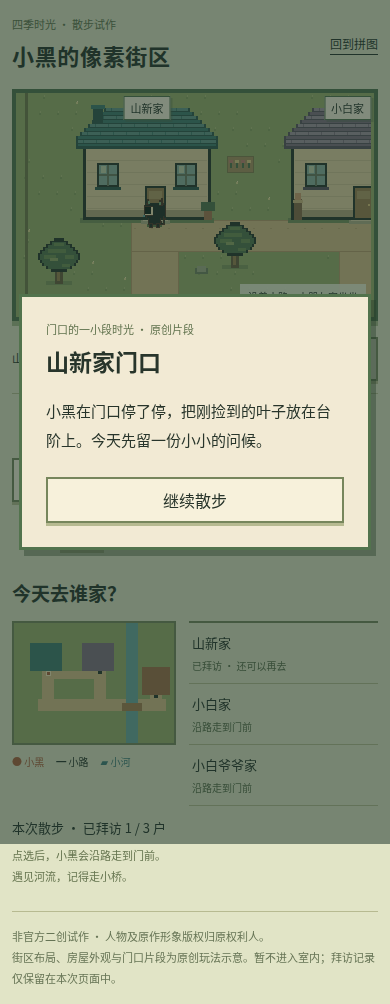 四季时光 · 散步试作
小黑的像素街区
回到拼图
山新家
小白家
门口的一小段时光 · 原创片段
山新家门口
小黑在门口停了停，把刚捡到的叶子放在台
阶上。今天先留一份小小的问候。
继续散步
今天去谁家？
山新家
已拜访 · 还可以再去
小白家
沿路走到门前
小白爷爷家
沿路走到门前
小黑 小路 小河
本次散步 · 已拜访 1 / 3 户
点选后，小黑会沿路走到门前。
遇见河流，记得走小桥。
非官方二创试作 · 人物及原作形象版权归原权利人。
街区布局、房屋外观与门口片段为原创玩法示意。暂不进入室内；拜访记录
仅保留在本次页面中。